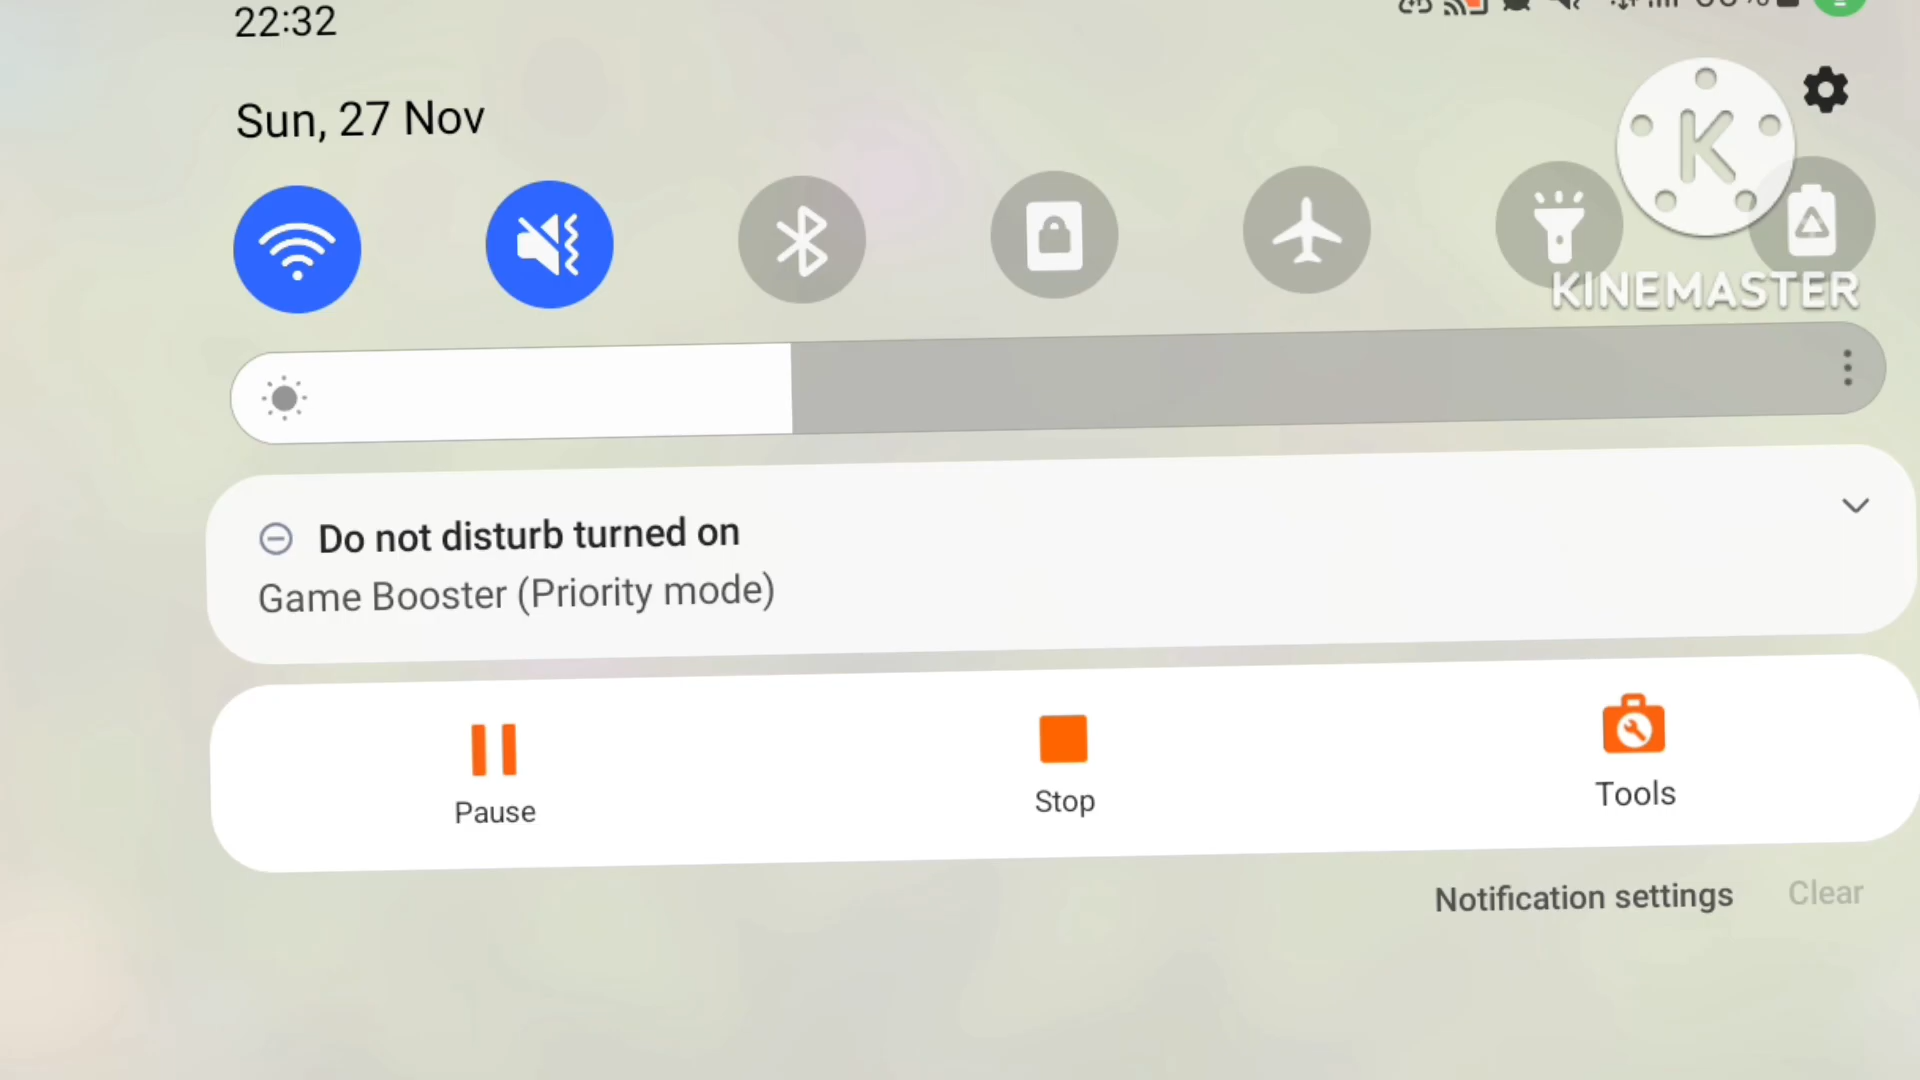 22:32
Sun, 27 Nov
K
KINEMASTER
Do not disturb turned on
Game Booster (Priority mode)
Pause
Stop
Tools
Notification settings
Clear